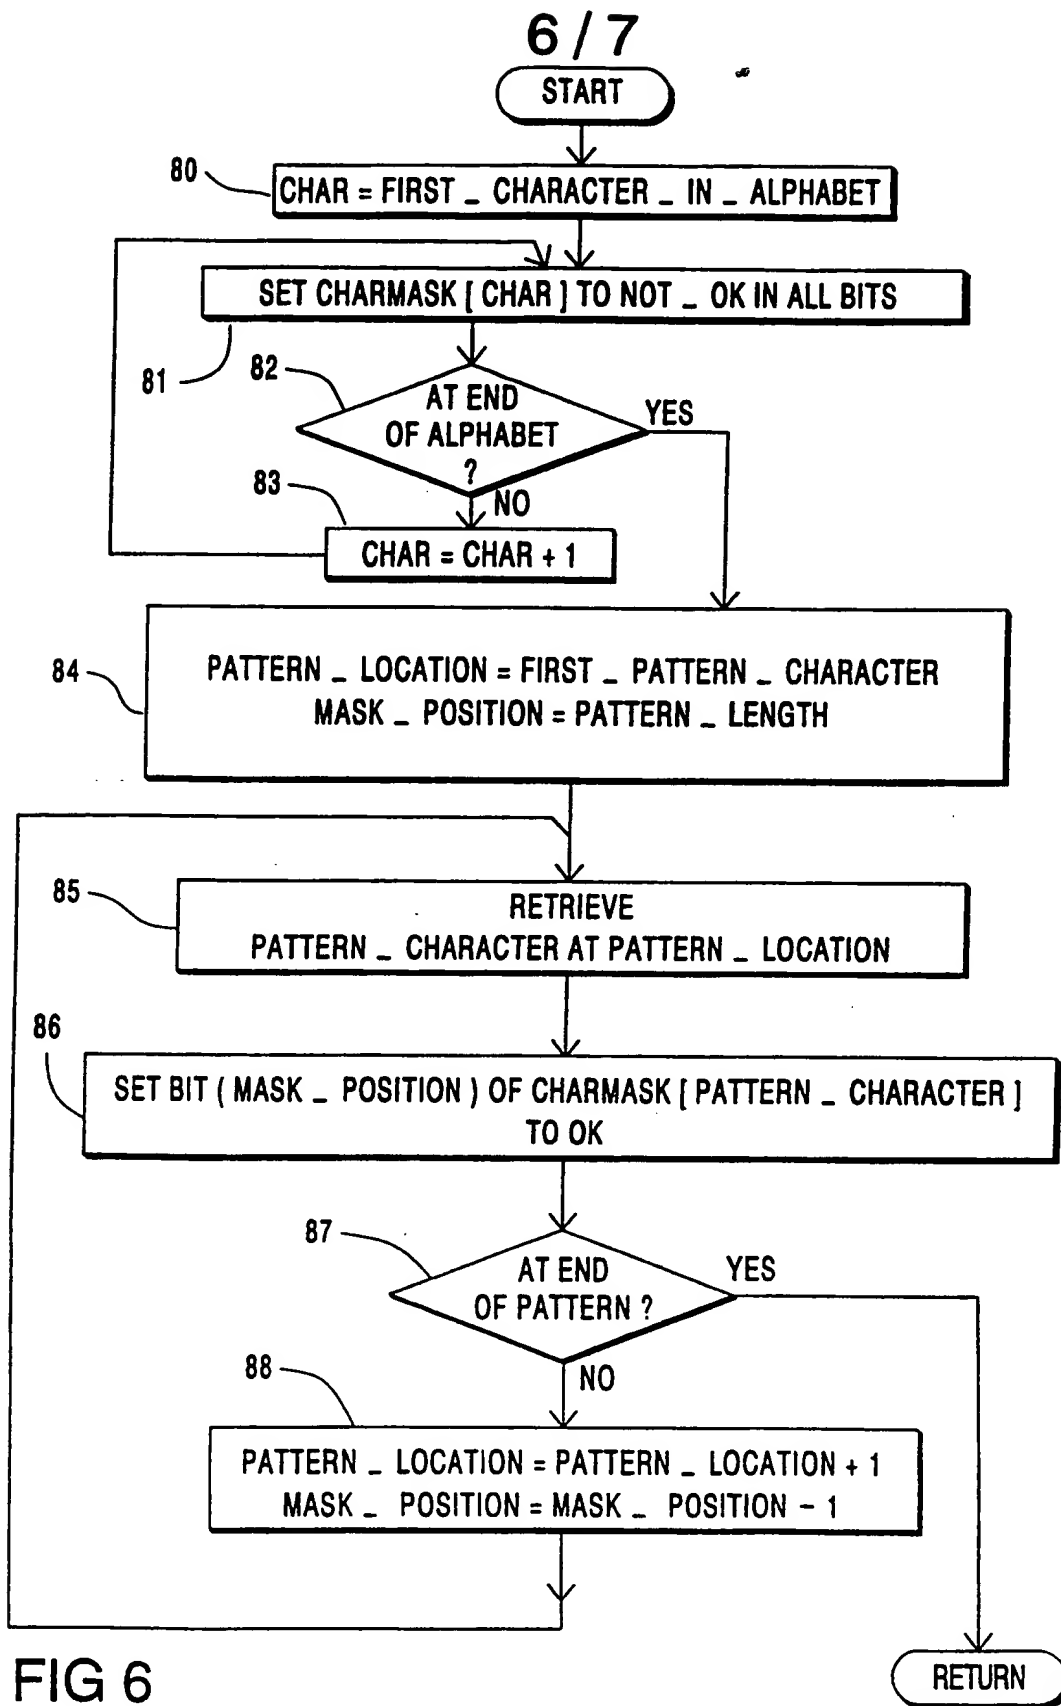 6/7
START
80
CHAR = FIRST _ CHARACTER _ IN _ ALPHABET
SET CHARMASK [ CHAR ] TO NOT _ OK IN ALL BITS
81
82
AT END
OF ALPHABET
?
YES
83
NO
CHAR = CHAR + 1
84
PATTERN _ LOCATION = FIRST _ PATTERN _ CHARACTER
MASK _ POSITION = PATTERN _ LENGTH
85
RETRIEVE
PATTERN _ CHARACTER AT PATTERN _ LOCATION
86
SET BIT ( MASK _ POSITION ) OF CHARMASK [ PATTERN _ CHARACTER ]
TO OK
87
AT END
OF PATTERN ?
YES
88
NO
PATTERN _ LOCATION = PATTERN _ LOCATION + 1
MASK _ POSITION = MASK _ POSITION - 1
FIG 6
RETURN